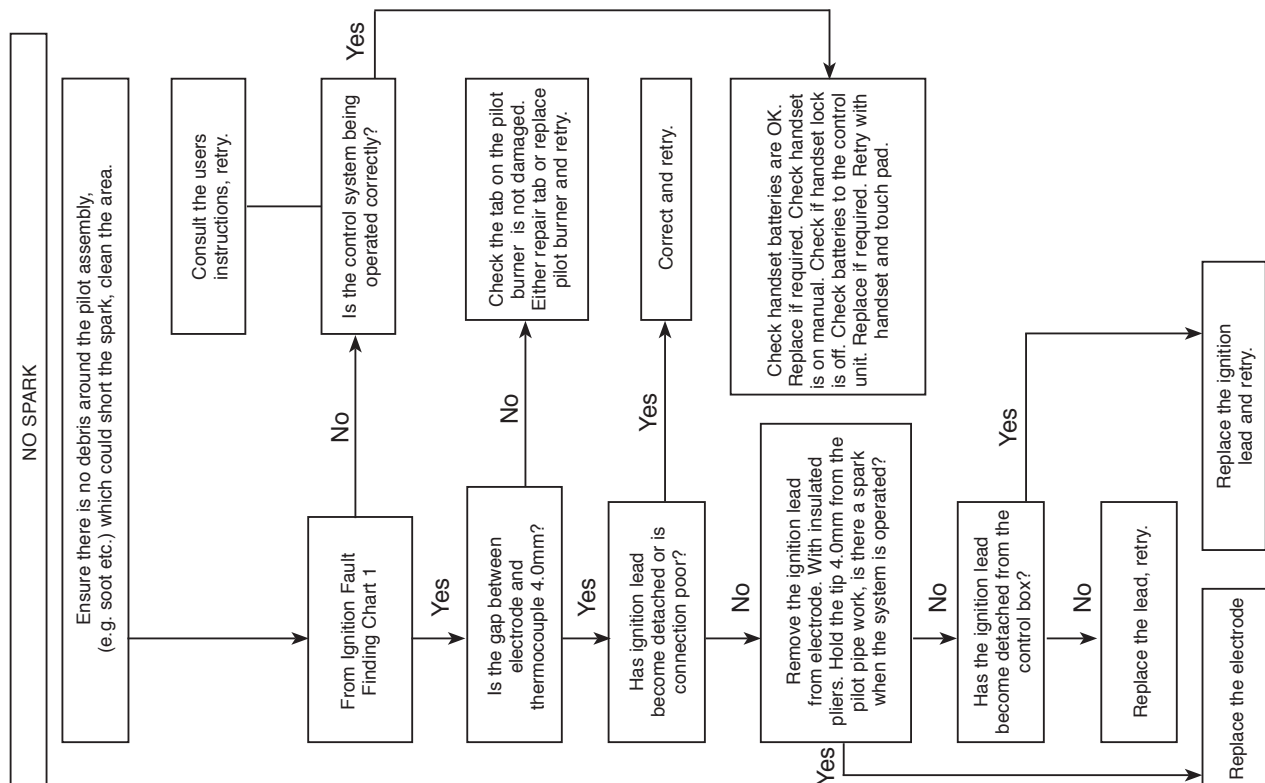 NO SPARK
Ensure there is no debris around the pilot assembly,
(e.g. soot etc.) which could short the spark, clean the area.
Consult the users
instructions, retry.
From Ignition Fault
Finding Chart 1
No
Is the control system being
operated correctly?
Yes
Yes
Is the gap between
electrode and
thermocouple 4.0mm?
No
Check the tab on the pilot
burner is not damaged.
Either repair tab or replace
pilot burner and retry.
Yes
Has ignition lead
become detached or is
connection poor?
Yes
Correct and retry.
No
Remove the ignition lead
from electrode. With insulated
pliers. Hold the tip 4.0mm from the
pilot pipe work, is there a spark
when the system is operated?
Check handset batteries are OK.
Replace if required. Check handset
is on manual. Check if handset lock
is off. Check batteries to the control
unit. Replace if required. Retry with
handset and touch pad.
Yes
No
Has the ignition lead
become detached from the
control box?
Yes
No
Replace the lead, retry.
Replace the electrode
Replace the ignition
lead and retry.